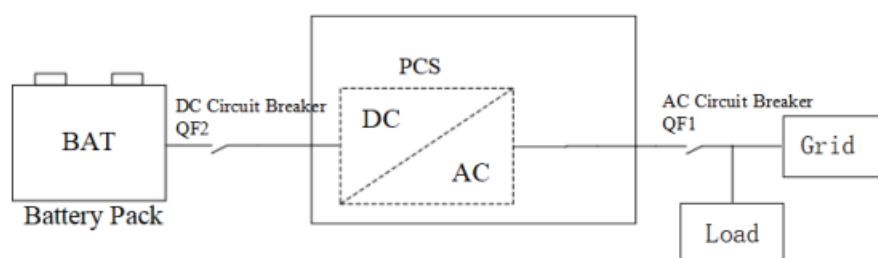 PCS
DC Circuit Breaker
QF2
AC Circuit Breaker
QF1
BAT
DC
AC
Grid
Battery Pack
Load